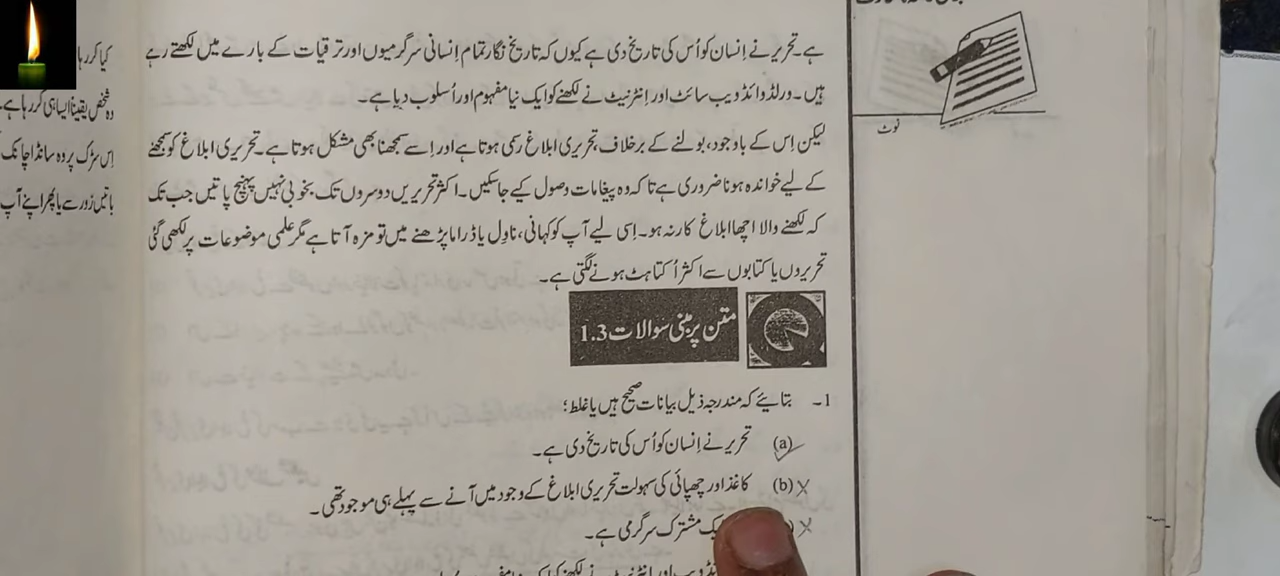 ہے۔ تحریر نے اِنسان کو اُس کی تاریخ دی ہے کیوں کہ تاریخ نگار تمام اِنسانی سرگرمیوں اور ترقیات کے بارے میں لکھتے رہے
ہیں۔ ورلڈ وائڈ ویب سائٹ اور اِنٹرنیٹ نے لکھنے کو ایک نیا مفہوم اور اُسلوب دیا ہے۔
لیکن اِس کے باوجود، بولنے کے برخلاف تحریری ابلاغ رسمی ہوتا ہے اور اِسے سمجھنا بھی مشکل ہوتا ہے۔ تحریری ابلاغ کو سمجھنے
کے لیے خواندہ ہونا ضروری ہے تاکہ وہ پیغامات وصول کیے جاسکیں۔ اکثر تحریریں دوسروں تک بخوبی نہیں پہنچ پاتیں جب تک
کہ لکھنے والا اچھا ابلاغ کار نہ ہو۔ اِسی لیے آپ کو کہانی، ناول یا ڈراما پڑھنے میں تو مزہ آتا ہے مگر علمی موضوعات پر لکھی گئی
تحریروں یا کتابوں سے اکثر اُکتاہٹ ہونے لگتی ہے۔
متن پر مبنی سوالات 1.3
1۔ بتائیے کہ مندرجہ ذیل بیانات صحیح ہیں یا غلط؛
(a) تحریر نے اِنسان کو اُس کی تاریخ دی ہے۔
(b) کاغذ اور چھپائی کی سہولت تحریری ابلاغ کے وجود میں آنے سے پہلے ہی موجود تھی۔
مشترک سرگرمی ہے۔
نوٹ
کیا کر رہا
وہ شخص یقیناً ایسا ہی کر رہا ہے۔
اِس سڑک پر وہ سانڈ اچانک
باتیں زور سے یا پھر اپنے آپ